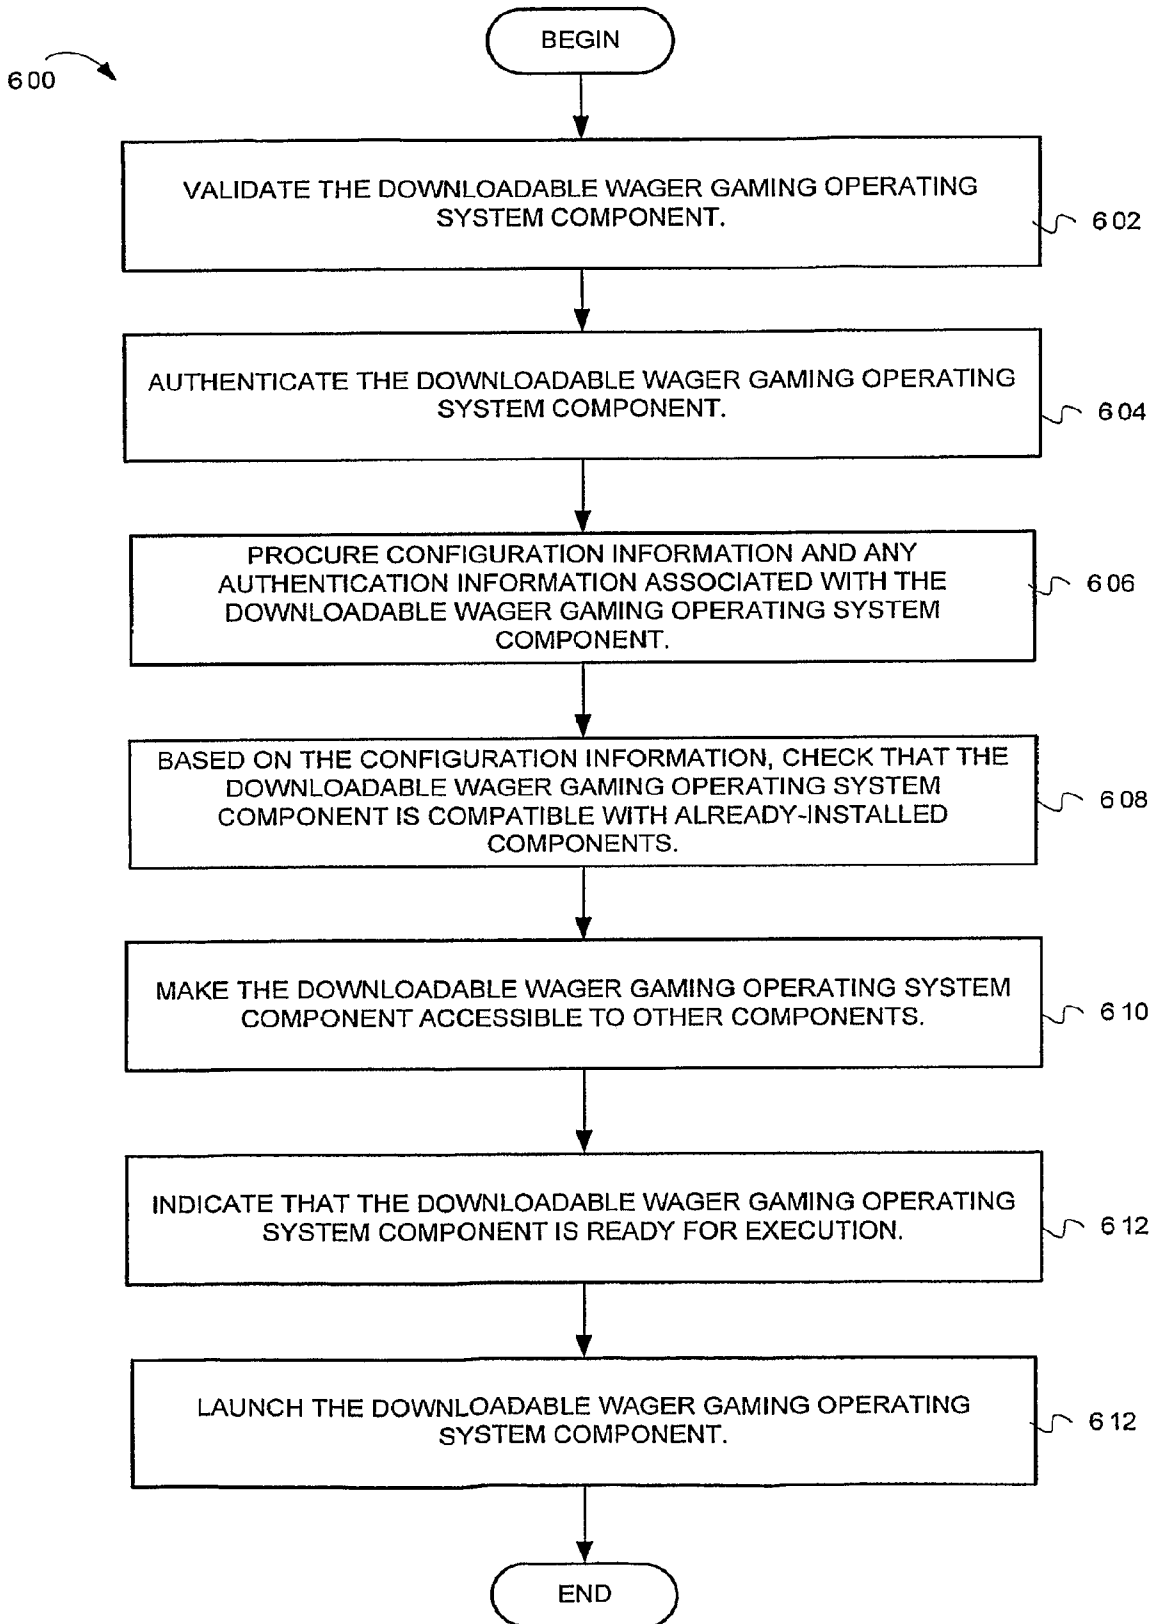 BEGIN
600
VALIDATE THE DOWNLOADABLE WAGER GAMING OPERATING
SYSTEM COMPONENT.
602
AUTHENTICATE THE DOWNLOADABLE WAGER GAMING OPERATING
SYSTEM COMPONENT.
604
PROCURE CONFIGURATION INFORMATION AND ANY
AUTHENTICATION INFORMATION ASSOCIATED WITH THE
DOWNLOADABLE WAGER GAMING OPERATING SYSTEM
COMPONENT.
606
BASED ON THE CONFIGURATION INFORMATION, CHECK THAT THE
DOWNLOADABLE WAGER GAMING OPERATING SYSTEM
COMPONENT IS COMPATIBLE WITH ALREADY-INSTALLED
COMPONENTS.
608
MAKE THE DOWNLOADABLE WAGER GAMING OPERATING SYSTEM
COMPONENT ACCESSIBLE TO OTHER COMPONENTS.
610
INDICATE THAT THE DOWNLOADABLE WAGER GAMING OPERATING
SYSTEM COMPONENT IS READY FOR EXECUTION.
612
LAUNCH THE DOWNLOADABLE WAGER GAMING OPERATING
SYSTEM COMPONENT.
612
END